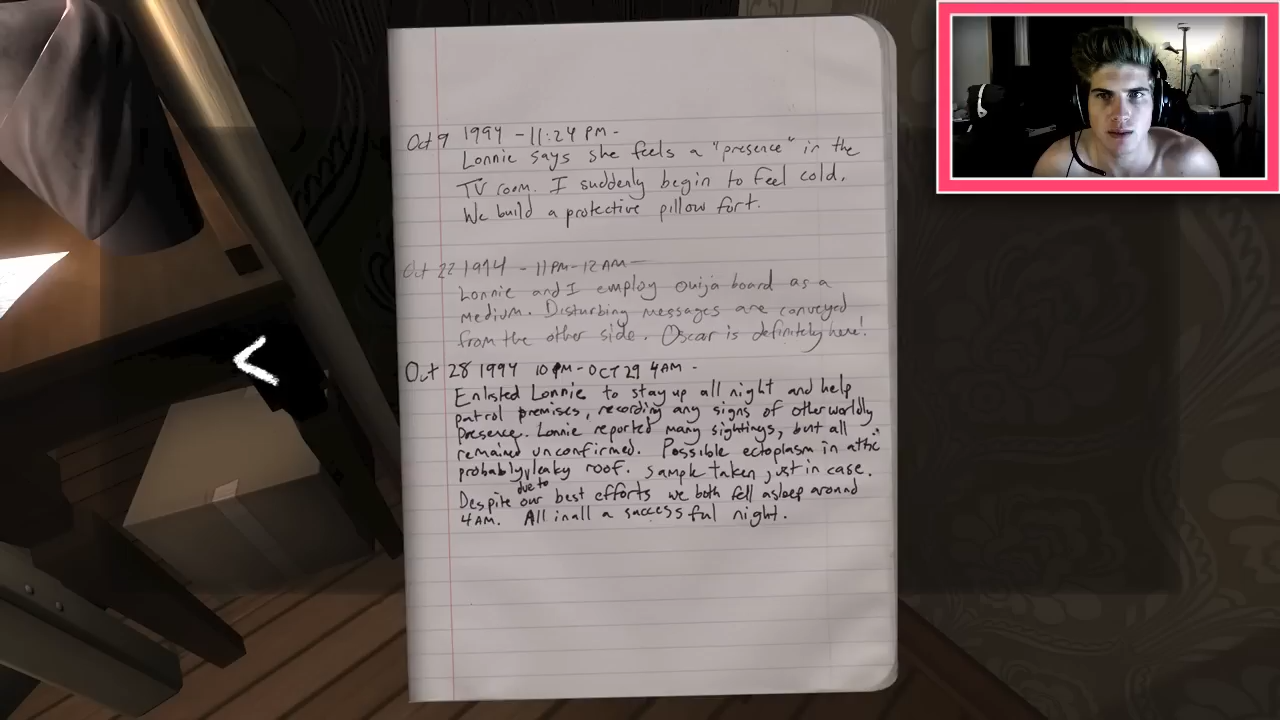 Oct 9 1994 - 11:24 PM -
Lonnie says she feels a "presence" in the
TV room. I suddenly begin to feel cold.
We build a protective pillow fort.
Oct 22 1994 - 11PM - 12AM -
Lonnie and I employ ouija board as a
medium. Disturbing messages are conveyed
from the other side. Oscar is definitely here!
Oct 28 1994 10 PM - OCT 29 4AM -
Enlisted Lonnie to stay up all night and help
patrol premises, recording any signs of otherworldly
presence. Lonnie reported many sightings, but all
remained unconfirmed. Possible ectoplasm in attic
probably due to leaky roof. Sample taken just in case.
Despite our best efforts we both fell asleep around
4AM. All in all a successful night.
<